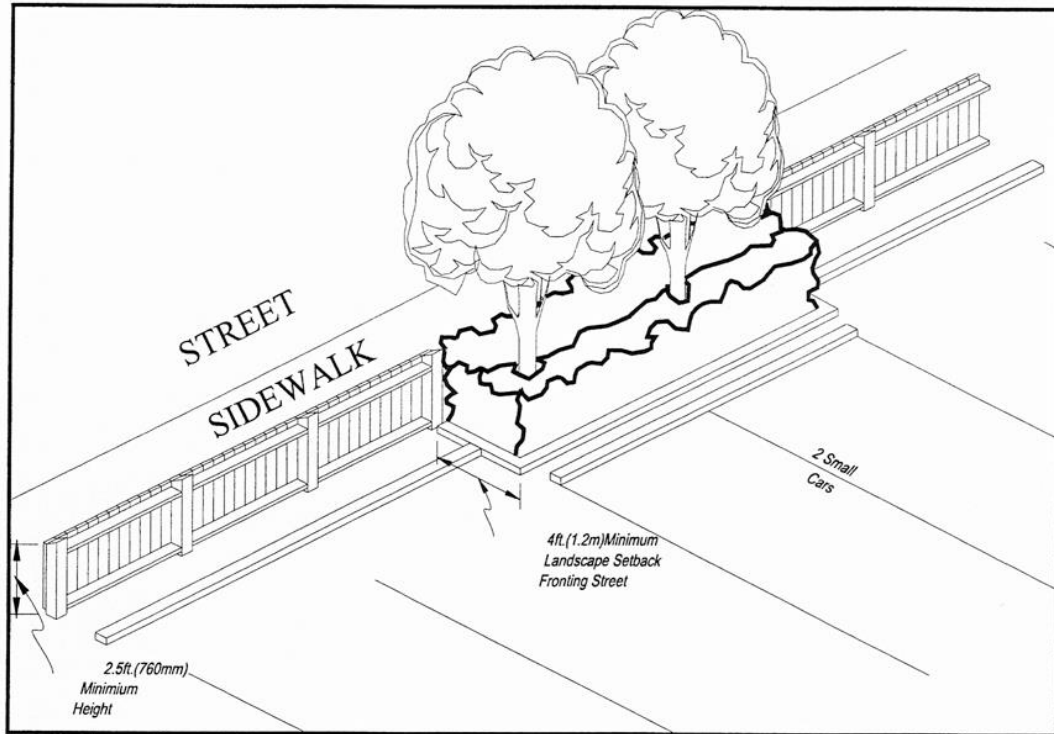 STREET
SIDEWALK
2 Small
Cars
4ft.(1.2m)Minimum
Landscape Setback
Fronting Street
2.5ft.(760mm)
Minimium
Height